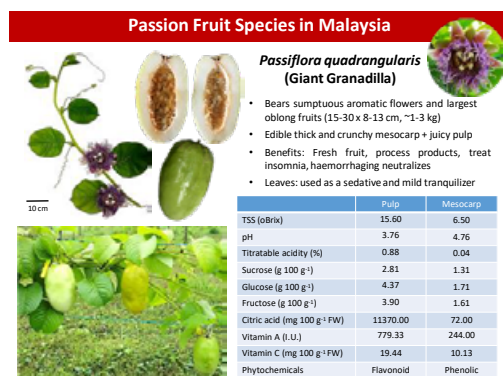 Passion Fruit Species in Malaysia
Passiflora quadrangularis
(Giant Granadilla)
• Bears sumptuous aromatic flowers and largest
oblong fruits (15-30 x 8-13 cm, ~1-3 kg)
• Edible thick and crunchy mesocarp + juicy pulp
• Benefits: Fresh fruit, process products, treat
insomnia, haemorrhaging neutralizes
• Leaves: used as a sedative and mild tranquilizer
10 cm
Pulp Mesocarp
TSS (oBrix) 15.60 6.50
pH 3.76 4.76
Titratable acidity (%) 0.88 0.04
Sucrose (g 100 g-1) 2.81 1.31
Glucose (g 100 g-1) 4.37 1.71
Fructose (g 100 g-1) 3.90 1.61
Citric acid (mg 100 g-1 FW) 11370.00 72.00
Vitamin A (I.U.) 779.33 244.00
Vitamin C (mg 100 g-1 FW) 19.44 10.13
Phytochemicals Flavonoid Phenolic